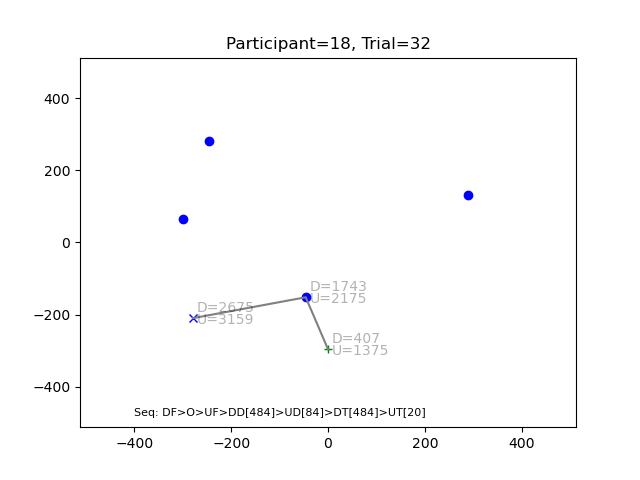 Participant=18, Trial=32
400
200
0
−200
−400
D=2675
U=3159
D=1743
U=2175
D=407
U=1375
Seq: DF>O>UF>DD[484]>UD[84]>DT[484]>UT[20]
−400
−200
0
200
400